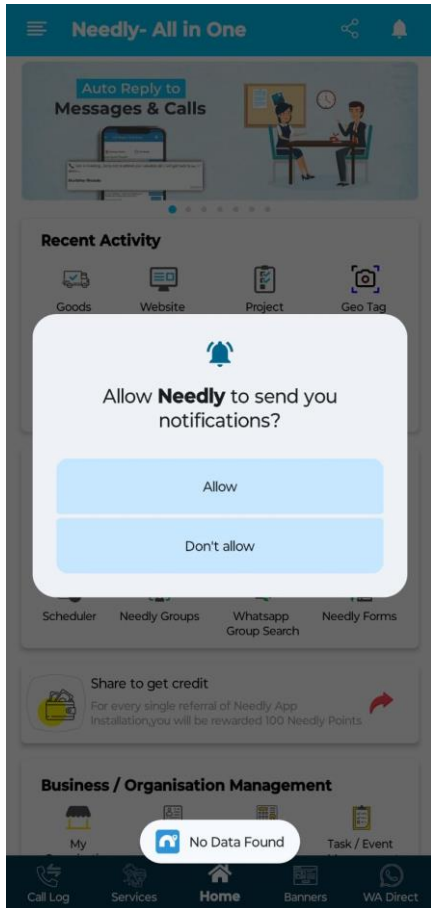 Needly- All in One
Auto Reply to
Messages & Calls
Recent Activity
Goods
Website
Project
Geo Tag
Allow Needly to send you
notifications?
Allow
Don't allow
Scheduler
Needly Groups
Whatsapp
Group Search
Needly Forms
Share to get credit
For every single referral of Needly App
Installation,you will be rewarded 100 Needly Points
Business / Organisation Management
My
Task / Event
No Data Found
Call Log
Services
Home
Banners
WA Direct